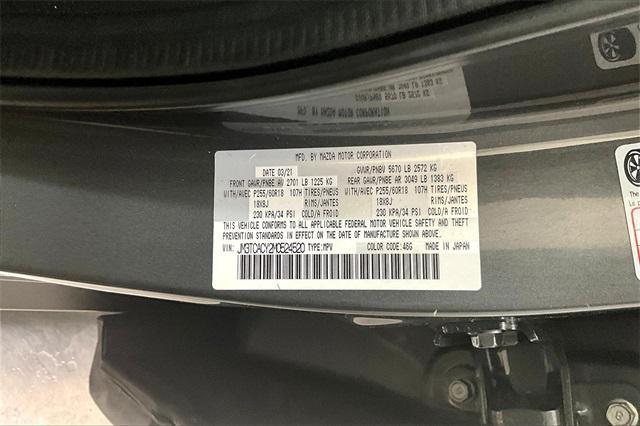 MFD. BY MAZDA MOTOR CORPORATION
DATE 03/21 GVWR/PNBV 5670 LB 2572 KG
FRONT GAWR/PNBE AV 2701 LB 1225 KG REAR GAWR/PNBE AR 3049 LB 1383 KG
WITH/AVEC P255/60R18 107H TIRES/PNEUS WITH/AVEC P255/60R18 107H TIRES/PNEUS
18X8J RIMS/JANTES 18X8J RIMS/JANTES
230 KPA/34 PSI COLD/A FROID 230 KPA/34 PSI COLD/A FROID
THIS VEHICLE CONFORMS TO ALL APPLICABLE FEDERAL MOTOR VEHICLE SAFETY AND THEFT
PREVENTION STANDARDS IN EFFECT ON THE DATE OF MANUFACTURE SHOWN ABOVE.
VIN: JM3TCACY2M0524520 TYPE:MPV COLOR CODE:46G MADE IN JAPAN